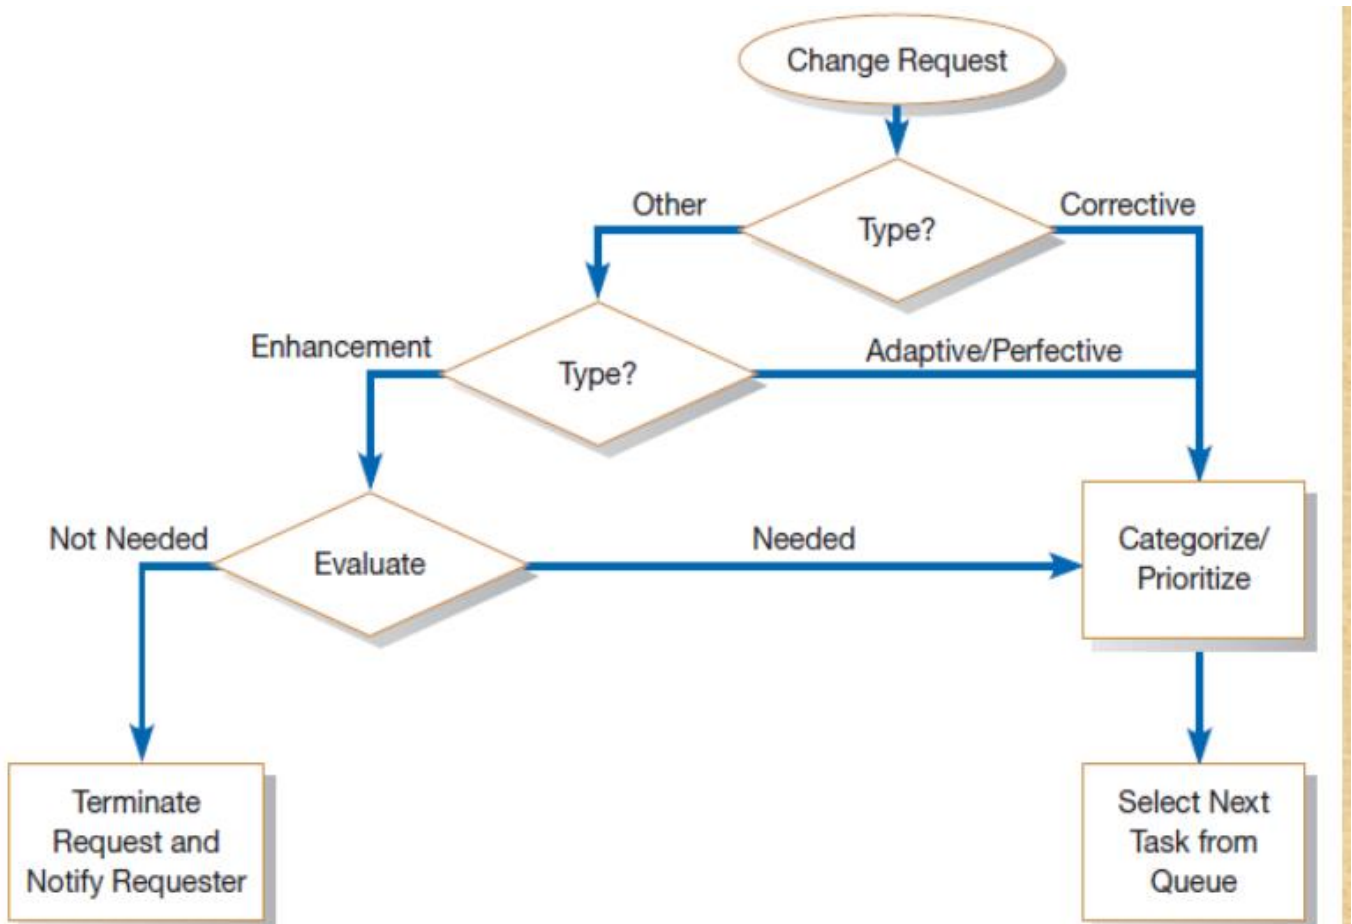 Change Request
Other
Corrective
Type?
Enhancement
Adaptive/Perfective
Type?
Not Needed
Needed
Evaluate
Categorize/
Prioritize
Terminate
Request and
Notify Requester
Select Next
Task from
Queue